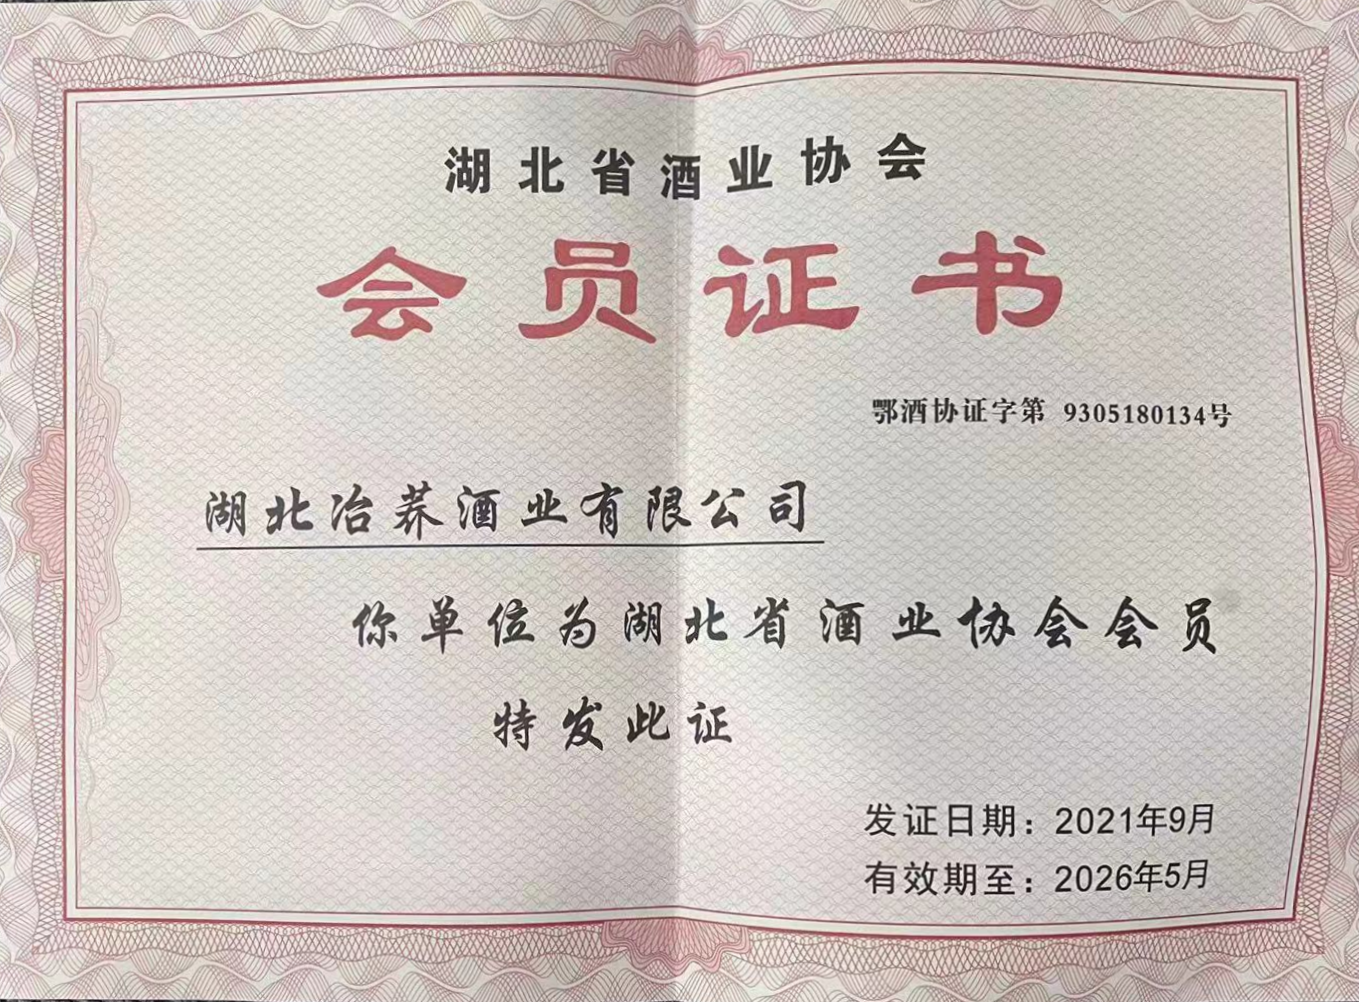 湖北省酒业协会
会员证书
鄂酒协证字第 9305180134号
湖北冶荞酒业有限公司
你单位为湖北省酒业协会会员
特发此证
发证日期：2021年9月
有效期至：2026年5月